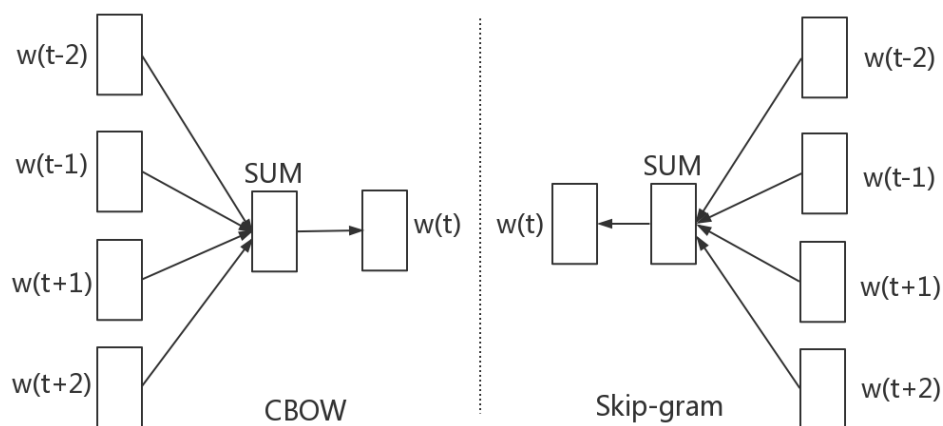 w(t-2)
w(t-1)
SUM
w(t)
w(t+1)
w(t+2)
CBOW
w(t-2)
SUM
w(t-1)
w(t)
w(t+1)
w(t+2)
Skip-gram